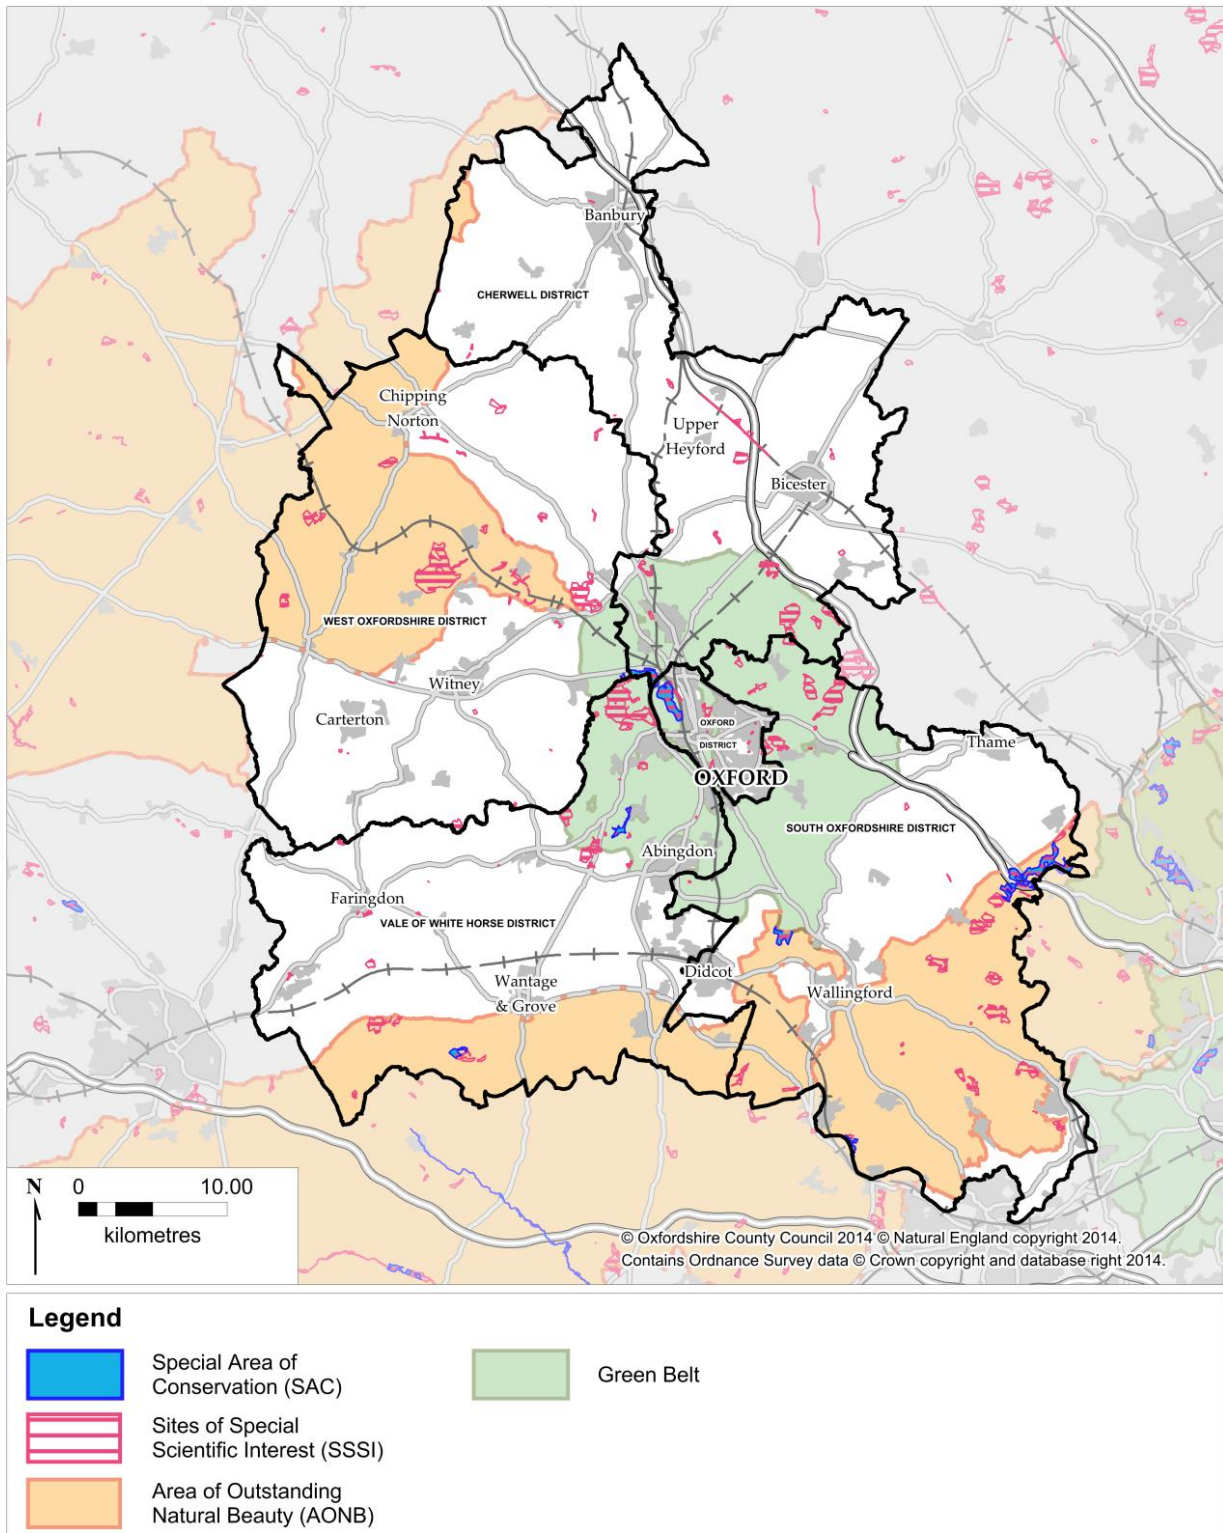 Banbury
CHERWELL DISTRICT
Chipping
Norton
Upper
Heyford
Bicester
WEST OXFORDSHIRE DISTRICT
Witney
Carterton
OXFORD
DISTRICT
OXFORD
Thame
SOUTH OXFORDSHIRE DISTRICT
Abingdon
Faringdon
VALE OF WHITE HORSE DISTRICT
Didcot
Wantage
& Grove
Wallingford
N
0 10.00
kilometres
© Oxfordshire County Council 2014 © Natural England copyright 2014.
Contains Ordnance Survey data © Crown copyright and database right 2014.
Legend
Special Area of
Conservation (SAC)
Green Belt
Sites of Special
Scientific Interest (SSSI)
Area of Outstanding
Natural Beauty (AONB)